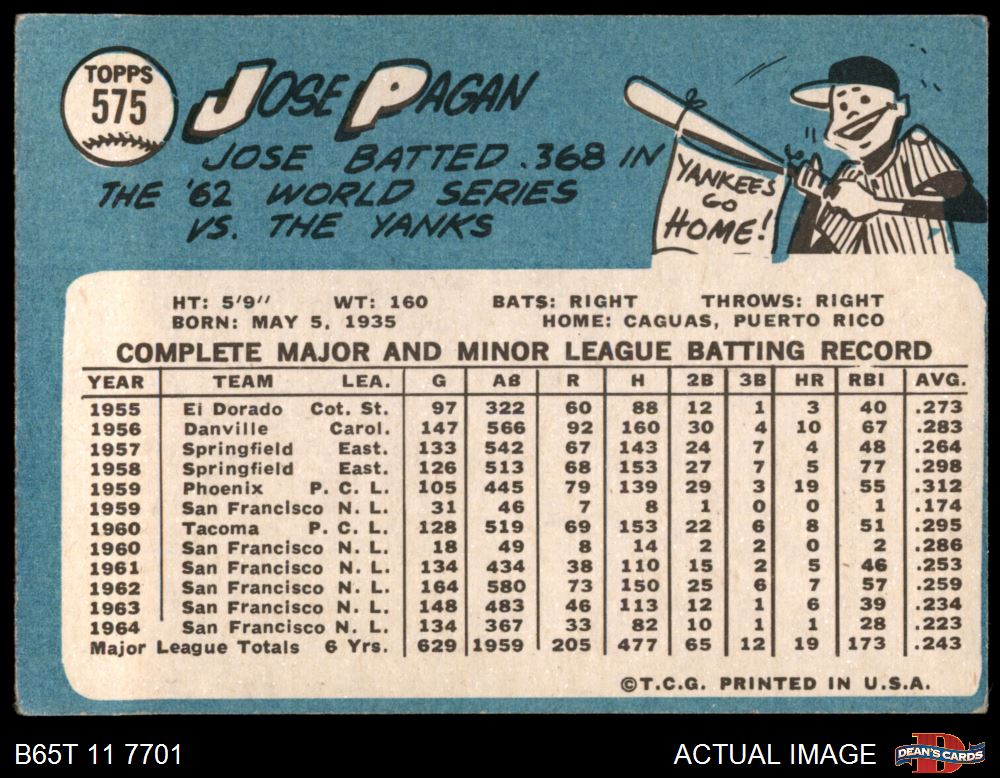 TOPPS
575
JOSE PAGAN
JOSE BATTED .368 IN
THE '62 WORLD SERIES
VS. THE YANKS
YANKEES
GO
HOME!
HT: 5'9" WT: 160 BATS: RIGHT THROWS: RIGHT
BORN: MAY 5, 1935 HOME: CAGUAS, PUERTO RICO
COMPLETE MAJOR AND MINOR LEAGUE BATTING RECORD
YEAR TEAM LEA. G AB R H 2B 3B HR RBI AVG.
1955 El Dorado Cot. St. 97 322 60 88 12 1 3 40 .273
1956 Danville Carol. 147 566 92 160 30 4 10 67 .283
1957 Springfield East. 133 542 67 143 24 7 4 48 .264
1958 Springfield East. 126 513 68 153 27 7 5 77 .298
1959 Phoenix P. C. L. 105 445 79 139 29 3 19 55 .312
1959 San Francisco N. L. 31 46 7 8 1 0 0 1 .174
1960 Tacoma P. C. L. 128 519 69 153 22 6 8 51 .295
1960 San Francisco N. L. 18 49 8 14 2 2 0 2 .286
1961 San Francisco N. L. 134 434 38 110 15 2 5 46 .253
1962 San Francisco N. L. 164 580 73 150 25 6 7 57 .259
1963 San Francisco N. L. 148 483 46 113 12 1 6 39 .234
1964 San Francisco N. L. 134 367 33 82 10 1 1 28 .223
Major League Totals 6 Yrs. 629 1959 205 477 65 12 19 173 .243
©T.C.G. PRINTED IN U.S.A.
B65T 11 7701 ACTUAL IMAGE
DEAN'S CARDS